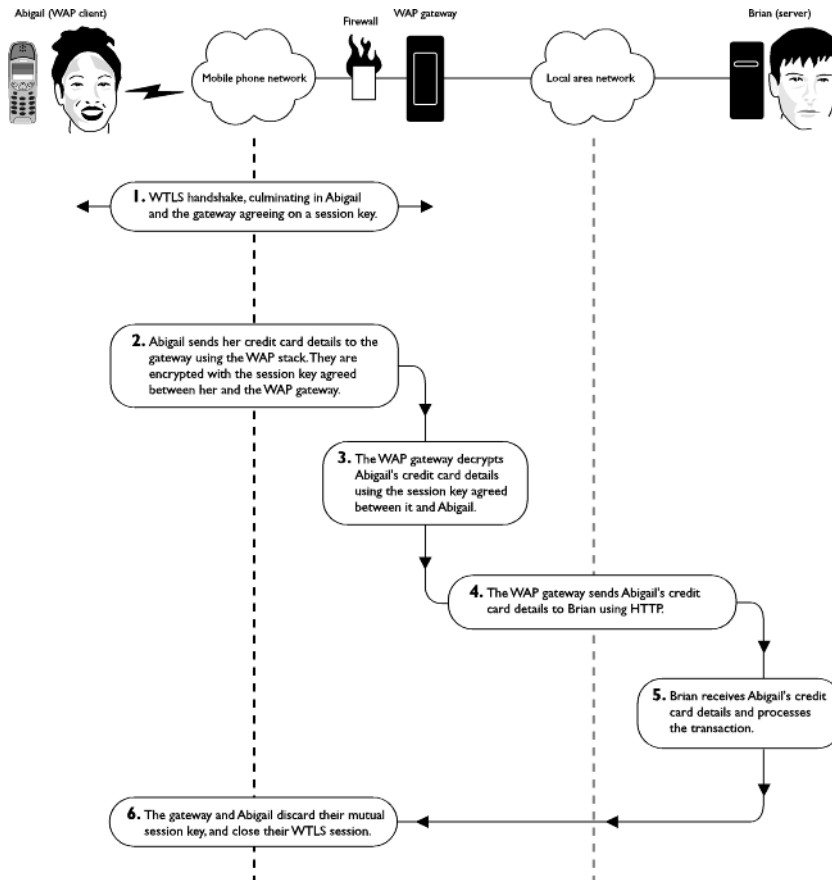 Abigail (WAP client)
Firewall
WAP gateway
Brian (server)
Mobile phone network
Local area network
1. WTLS handshake, culminating in Abigail
and the gateway agreeing on a session key.
2. Abigail sends her credit card details to the
gateway using the WAP stack. They are
encrypted with the session key agreed
between her and the WAP gateway.
3. The WAP gateway decrypts
Abigail's credit card details
using the session key agreed
between it and Abigail.
4. The WAP gateway sends Abigail's credit
card details to Brian using HTTP.
5. Brian receives Abigail's credit
card details and processes
the transaction.
6. The gateway and Abigail discard their mutual
session key, and close their WTLS session.